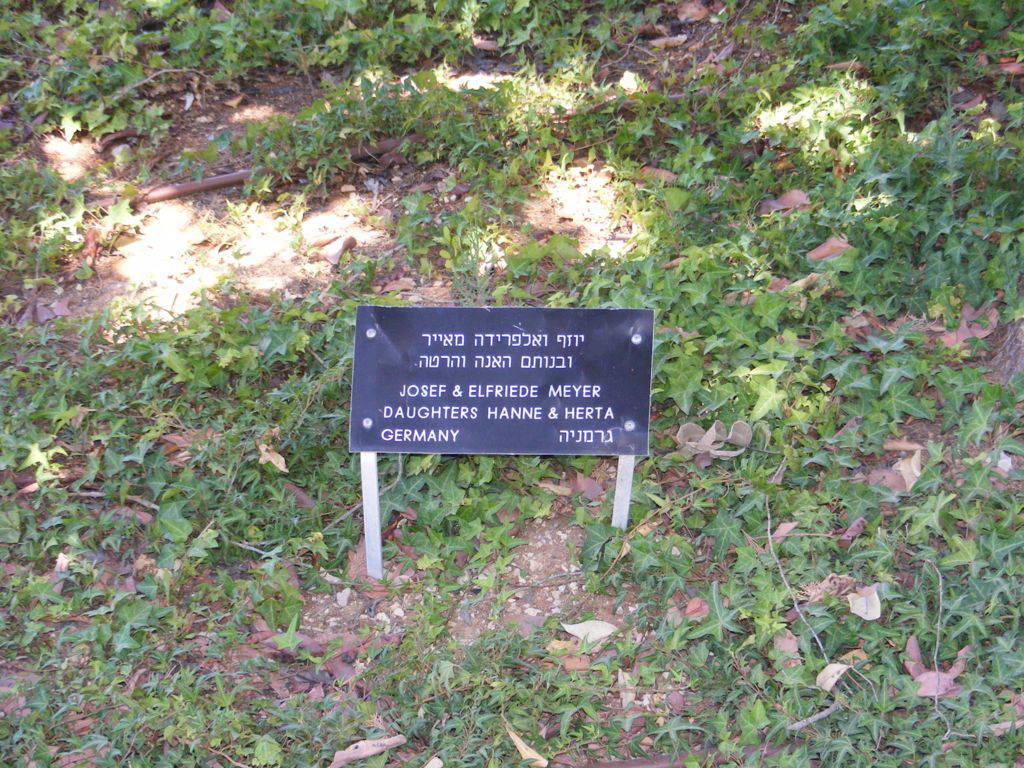 יוזף ואלפרידה מאייר
ובנותם האנה והרטה
JOSEF & ELFRIEDE MEYER
DAUGHTERS HANNE & HERTA
GERMANY גרמניה